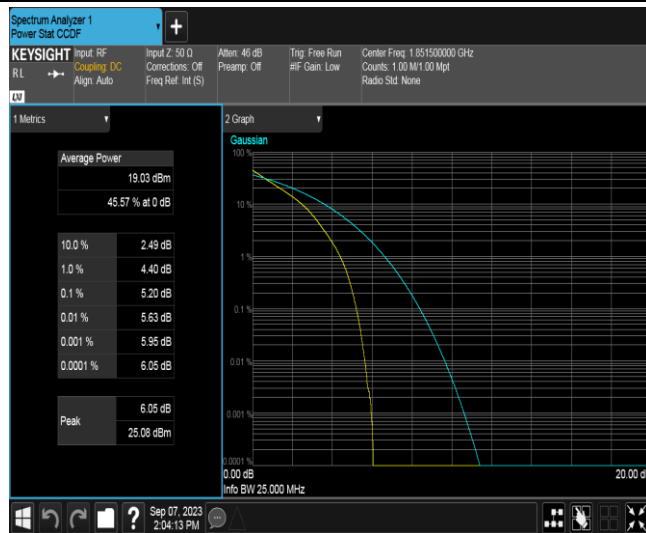 Spectrum Analyzer 1
Power Stat CCDF
+
KEYSIGHT
RL
LXI
Input: RF
Coupling: DC
Align: Auto
Input Z: 50 Ω
Corrections: Off
Freq Ref: Int (S)
Atten: 46 dB
Preamp: Off
Trig: Free Run
#IF Gain: Low
Center Freq: 1.851500000 GHz
Counts: 1.00 M/1.00 Mpt
Radio Std: None
1 Metrics
Average Power
19.03 dBm
45.57 % at 0 dB
10.0 % 2.49 dB
1.0 % 4.40 dB
0.1 % 5.20 dB
0.01 % 5.63 dB
0.001 % 5.95 dB
0.0001 % 6.05 dB
Peak
6.05 dB
25.08 dBm
2 Graph
Gaussian
100 %
10 %
1 %
0.1 %
0.01 %
0.001 %
0.0001 %
0.00 dB
20.00 d
Info BW 25.000 MHz
?
Sep 07, 2023
2:04:13 PM